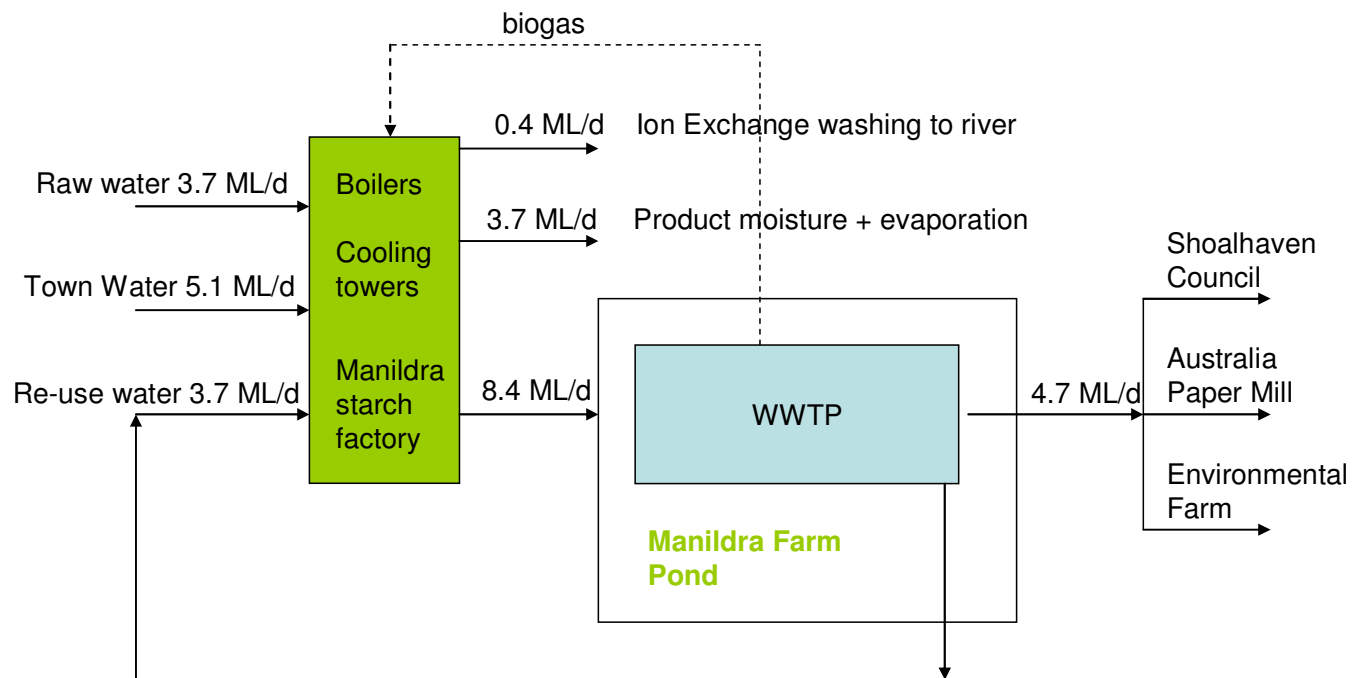 biogas
0.4 ML/d Ion Exchange washing to river
Raw water 3.7 ML/d
Boilers
3.7 ML/d Product moisture + evaporation
Cooling
towers
Town Water 5.1 ML/d
Shoalhaven
Council
Manildra
starch
factory
Re-use water 3.7 ML/d
8.4 ML/d
WWTP
4.7 ML/d
Australia
Paper Mill
Environmental
Farm
Manildra Farm
Pond